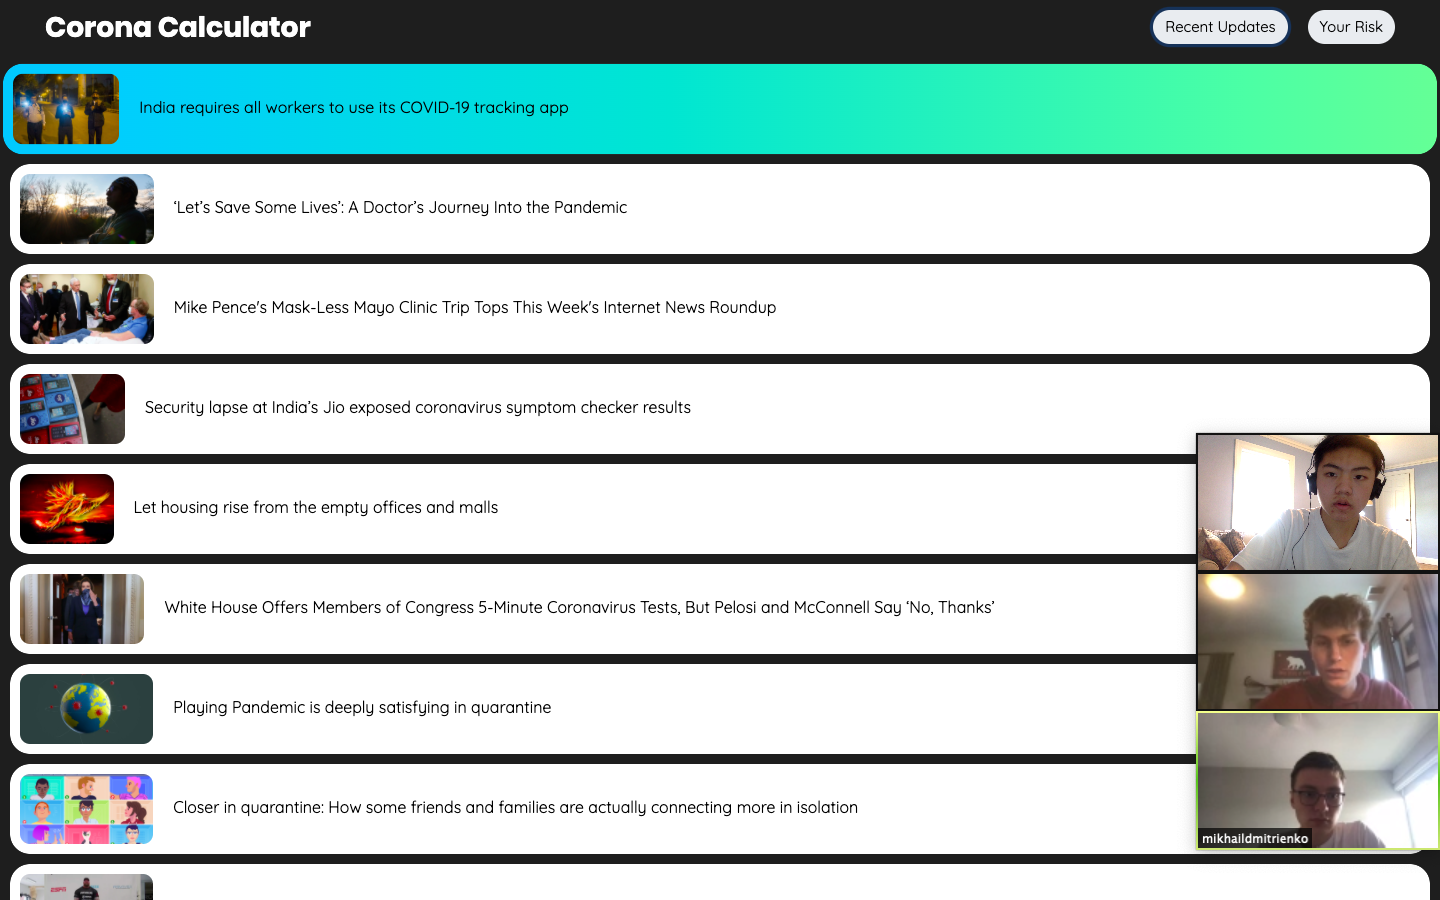 Corona Calculator
Recent Updates
Your Risk
India requires all workers to use its COVID-19 tracking app
‘Let’s Save Some Lives’: A Doctor’s Journey Into the Pandemic
Mike Pence's Mask-Less Mayo Clinic Trip Tops This Week's Internet News Roundup
Security lapse at India’s Jio exposed coronavirus symptom checker results
Let housing rise from the empty offices and malls
White House Offers Members of Congress 5-Minute Coronavirus Tests, But Pelosi and McConnell Say ‘No, Thanks’
Playing Pandemic is deeply satisfying in quarantine
Closer in quarantine: How some friends and families are actually connecting more in isolation
mikhaildmitrienko
ESPN